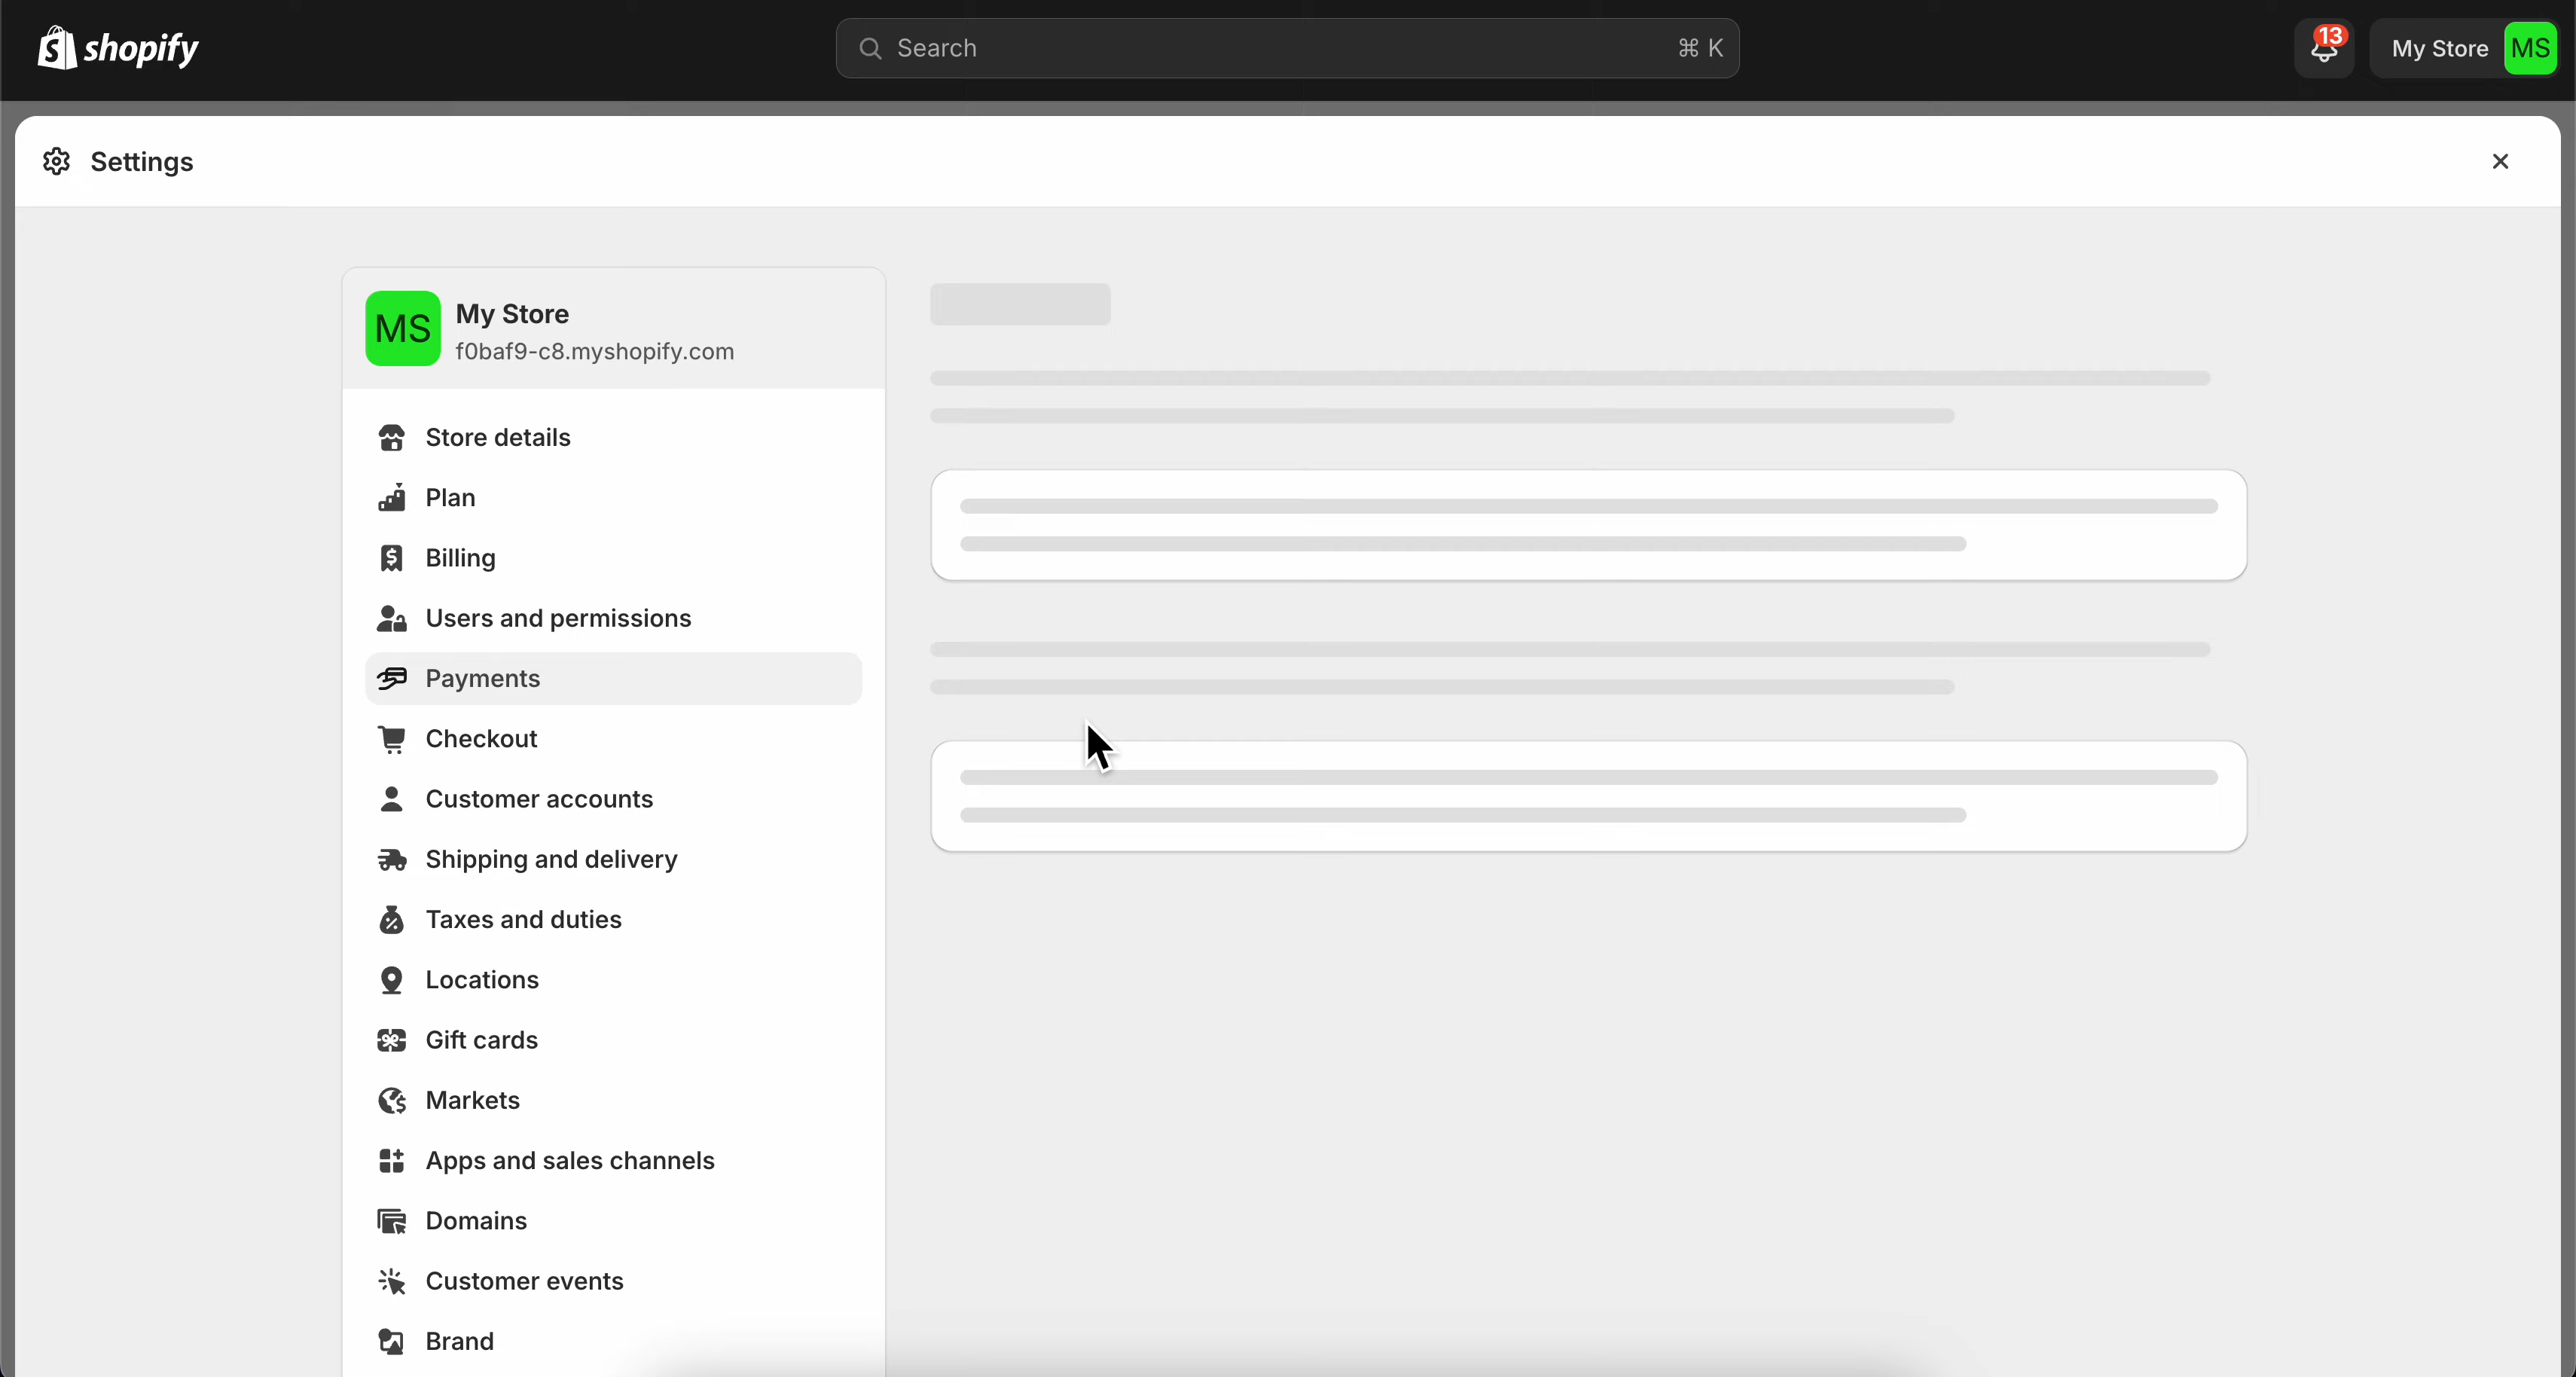 shopify
Search
⌘ K
13
My Store
MS
Settings
MS
My Store
f0baf9-c8.myshopify.com
Store details
Plan
Billing
Users and permissions
Payments
Checkout
Customer accounts
Shipping and delivery
Taxes and duties
Locations
Gift cards
Markets
Apps and sales channels
Domains
Customer events
Brand